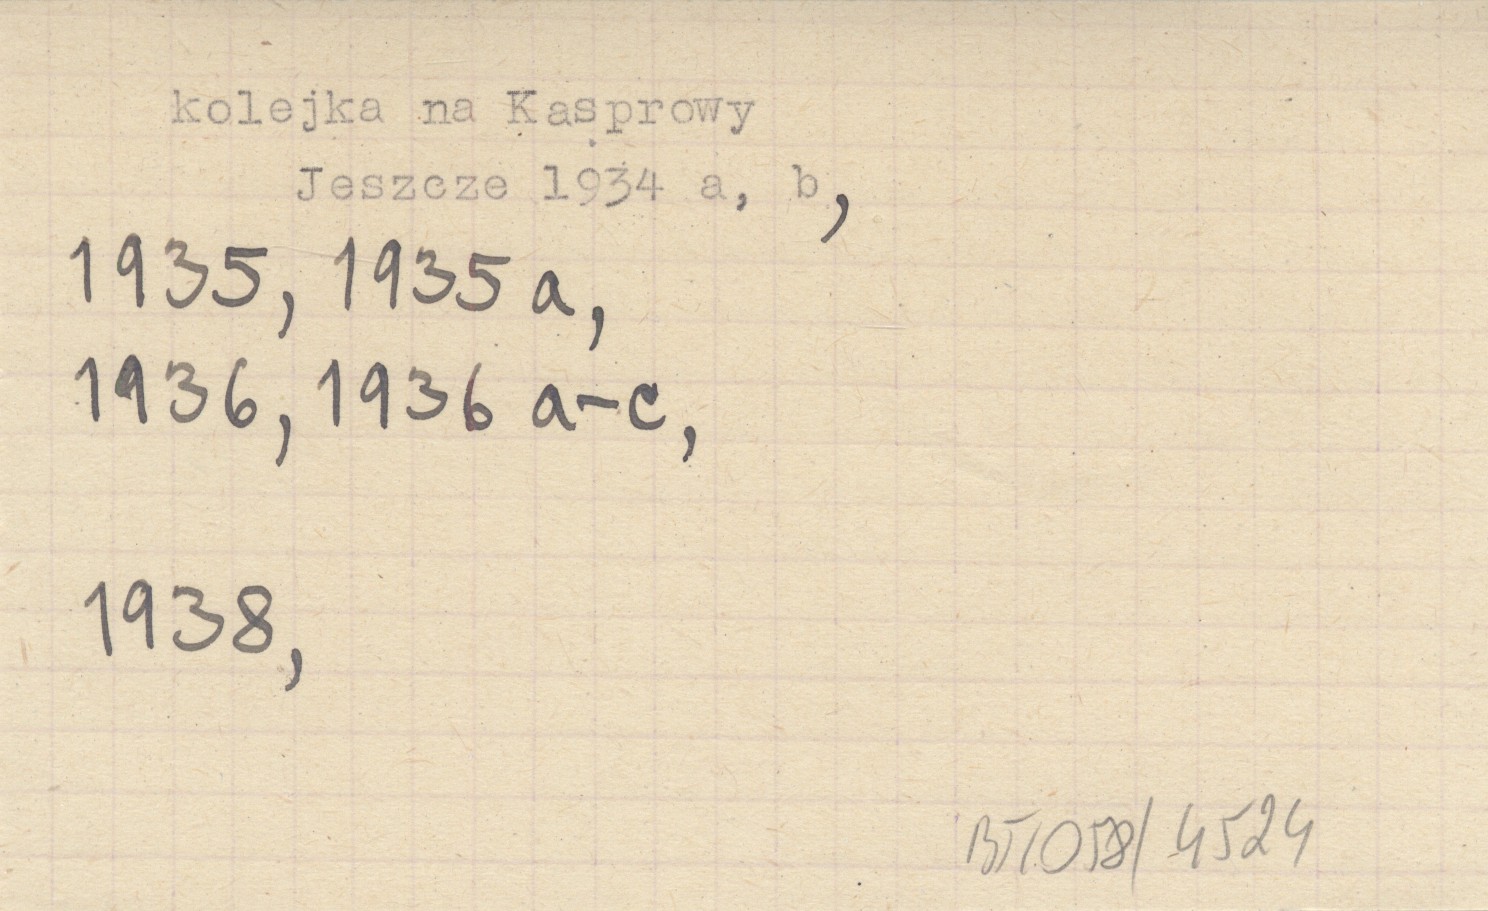 kolejka na Kasprowy
Jeszcze 1934 a, b,
1935, 1935 a,
1936, 1936 a-c,
1938,
BT/058/4524